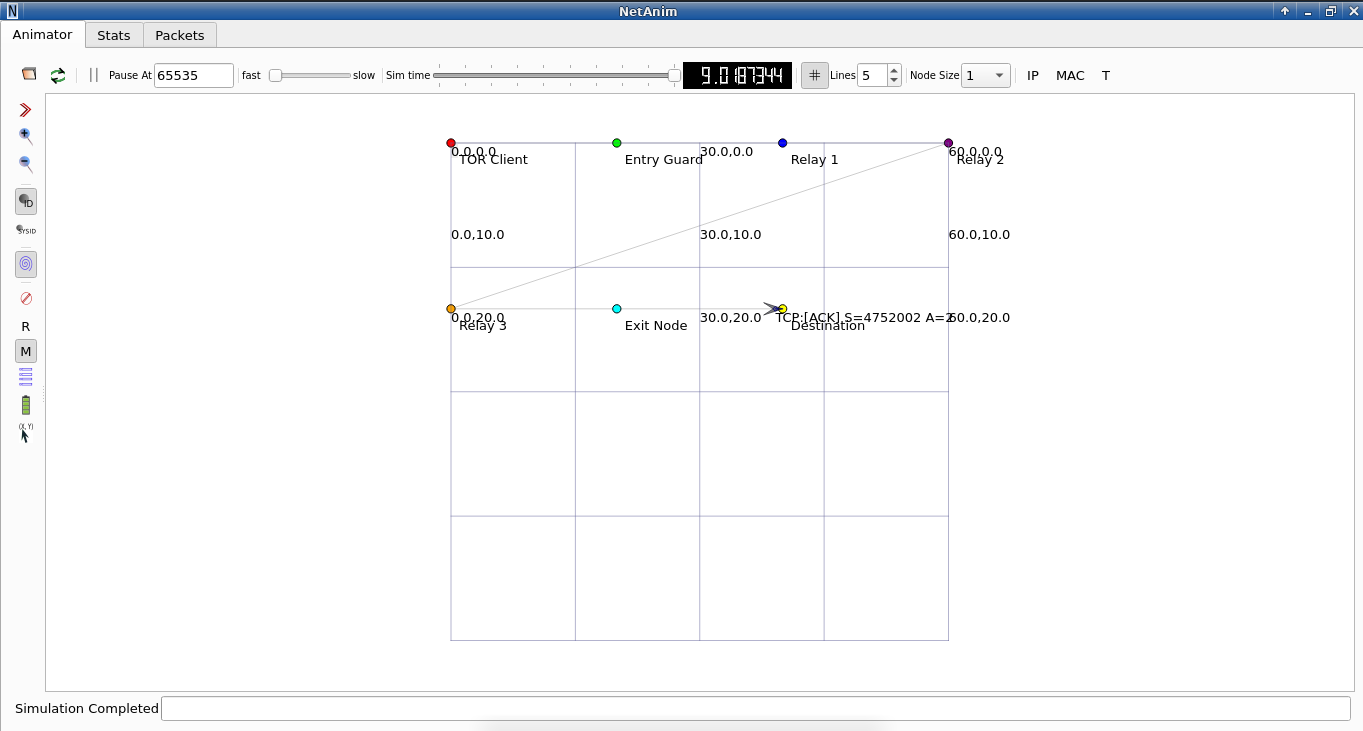 NetAnim
Animator Stats Packets
Pause At 65535 fast slow Sim time 9.0187344 Lines 5 Node Size 1 IP MAC T
ID
SYSID
R
M
(X, Y)
0.0,0.0 30.0,0.0 60.0,0.0
TOR Client Entry Guard Relay 1 Relay 2
0.0,10.0 30.0,10.0 60.0,10.0
0.0,20.0 30.0,20.0 TCP:[ACK] S=4752002 A=2 60.0,20.0
Relay 3 Exit Node Destination
Simulation Completed